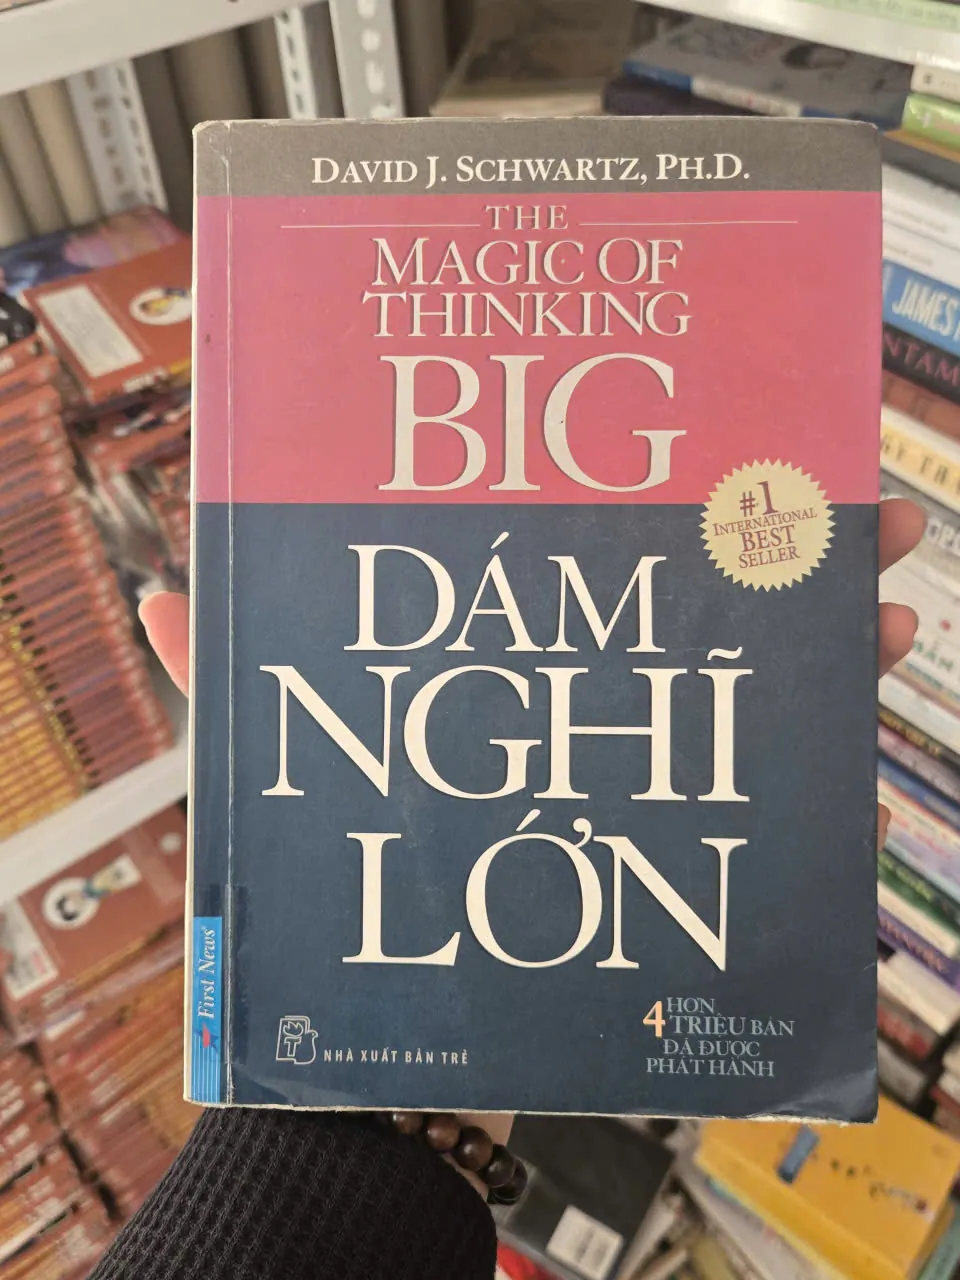 DAVID J. SCHWARTZ, PH.D.
THE
MAGIC OF
THINKING
BIG
#1
INTERNATIONAL
BEST
SELLER
DÁM
NGHĨ
LỚN
First News
NHÀ XUẤT BẢN TRẺ
HƠN
4 TRIỆU BẢN
ĐÃ ĐƯỢC
PHÁT HÀNH
JAMES